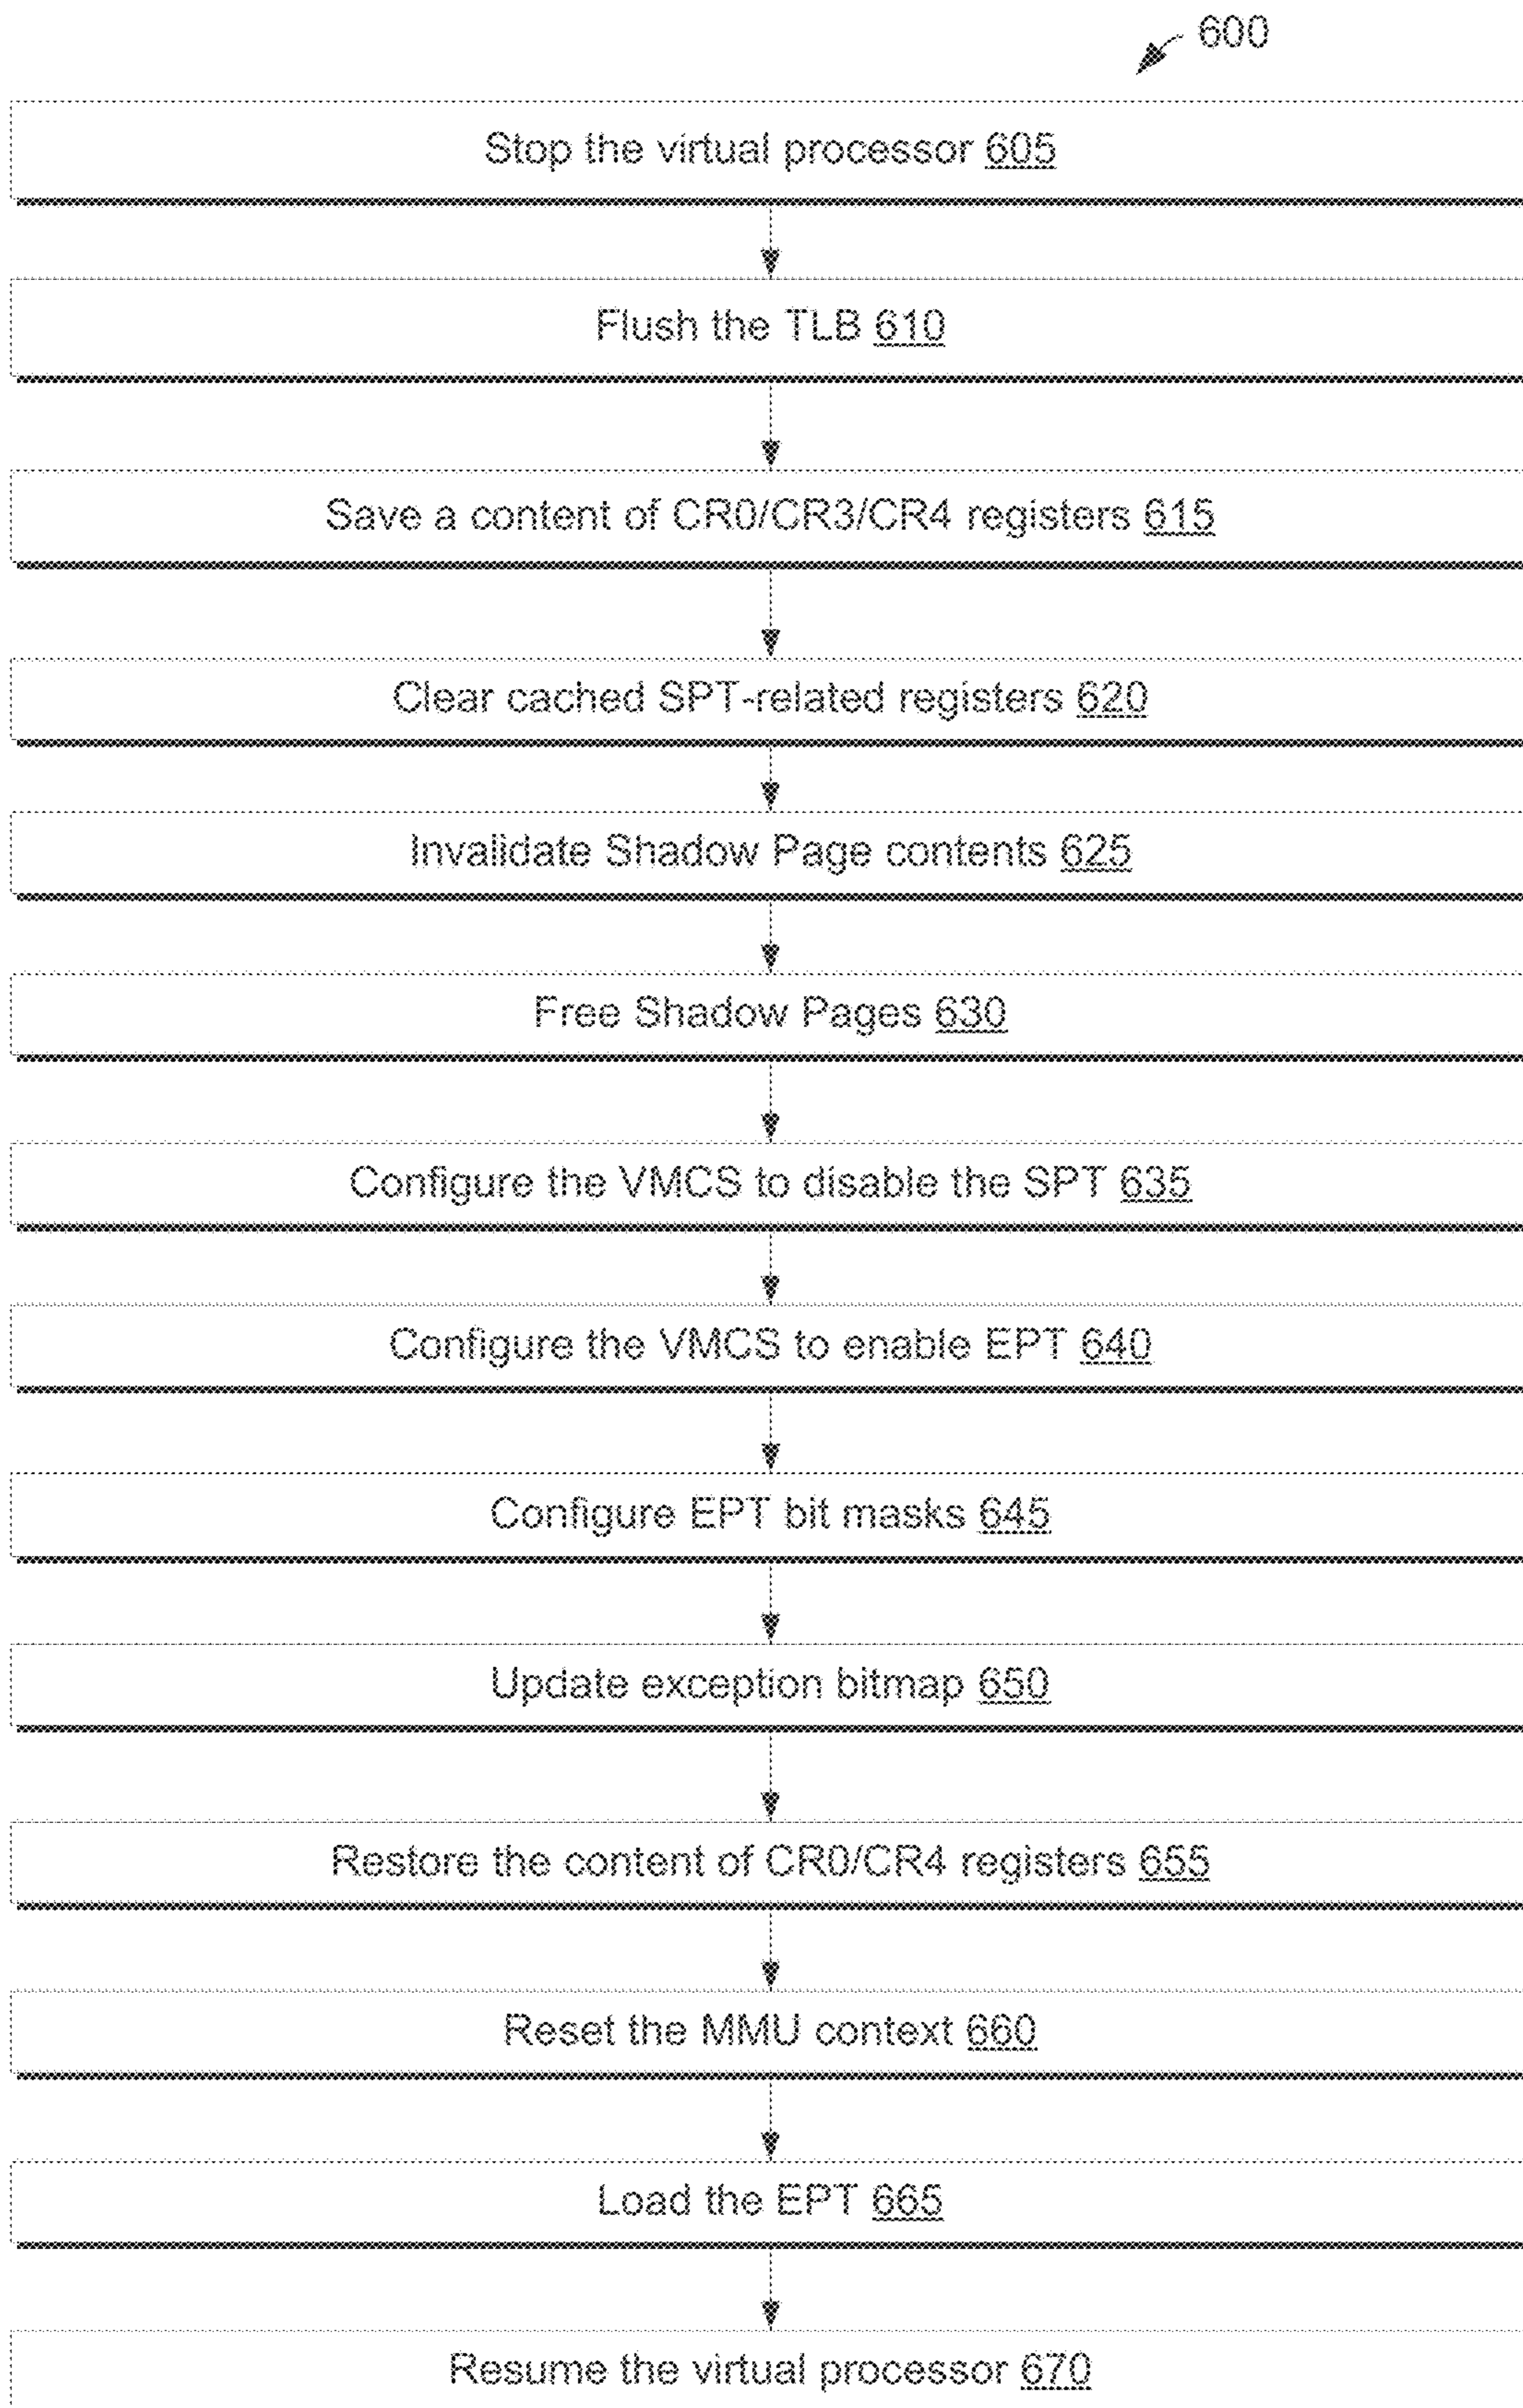 600
Stop the virtual processor 605
Flush the TLB 610
Save a content of CR0/CR3/CR4 registers 615
Clear cached SPT-related registers 620
Invalidate Shadow Page contents 625
Free Shadow Pages 630
Configure the VMCS to disable the SPT 635
Configure the VMCS to enable EPT 640
Configure EPT bit masks 645
Update exception bitmap 650
Restore the content of CR0/CR4 registers 655
Reset the MMU context 660
Load the EPT 665
Resume the virtual processor 670